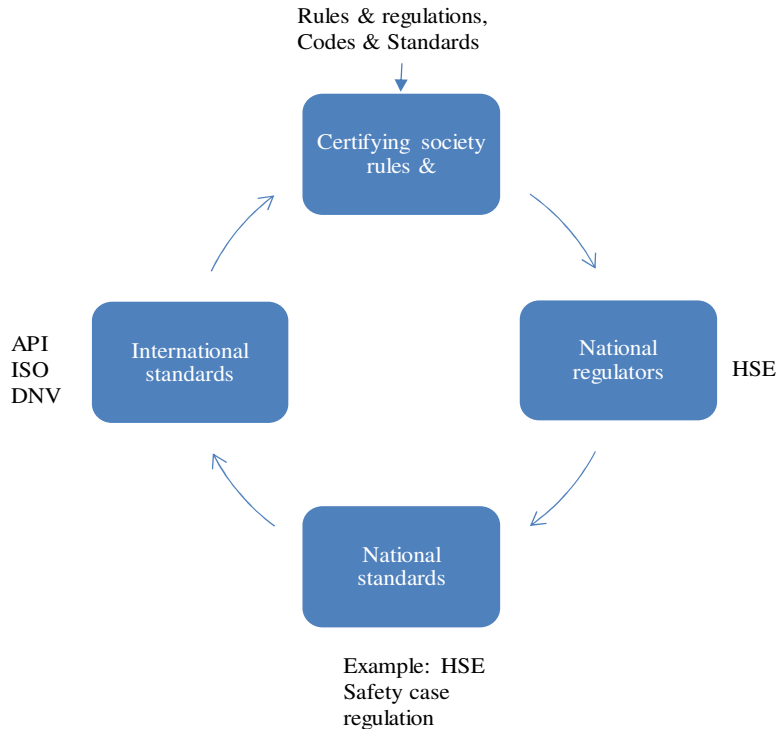 Rules & regulations,
Codes & Standards
Certifying society
rules &
International
standards
API
ISO
DNV
National
regulators
HSE
National
standards
Example: HSE
Safety case
regulation